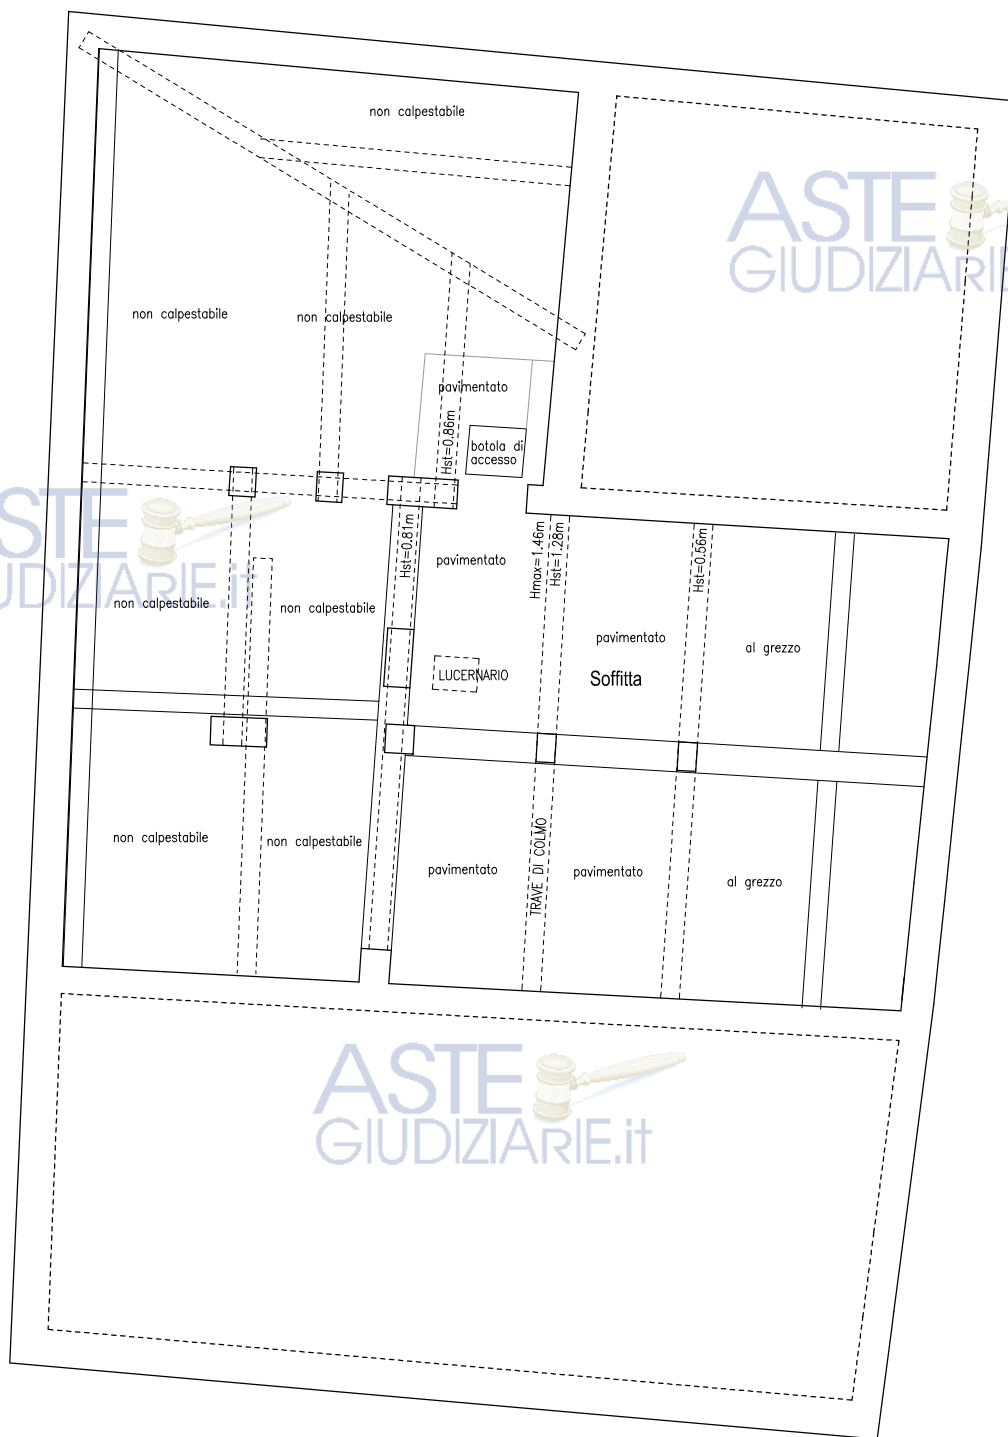 non calpestabile
ASTE
GIUDIZIARIE
non calpestabile
non calpestabile
pavimentato
Hst=0.86m
botola di
accesso
STE
UDIZIARIE.it
Hst=0.81m
pavimentato
Hmax=1.46m
Hst=1.28m
Hst=0.56m
non calpestabile
non calpestabile
pavimentato
al grezzo
LUCERNARIO
Soffitta
non calpestabile
non calpestabile
pavimentato
TRAVE DI COLMO
pavimentato
al grezzo
ASTE
GIUDIZIARIE.it